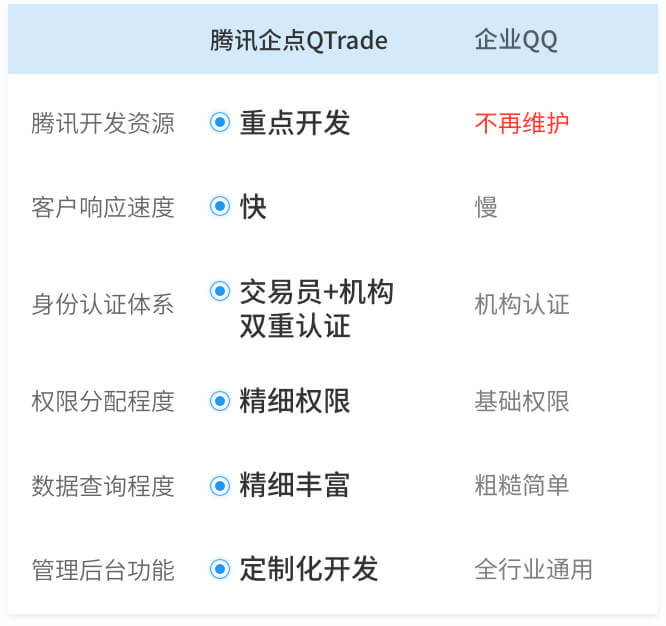 腾讯企点QTrade 企业QQ
腾讯开发资源 重点开发 不再维护
客户响应速度 快 慢
身份认证体系 交易员+机构 机构认证
双重认证
权限分配程度 精细权限 基础权限
数据查询程度 精细丰富 粗糙简单
管理后台功能 定制化开发 全行业通用